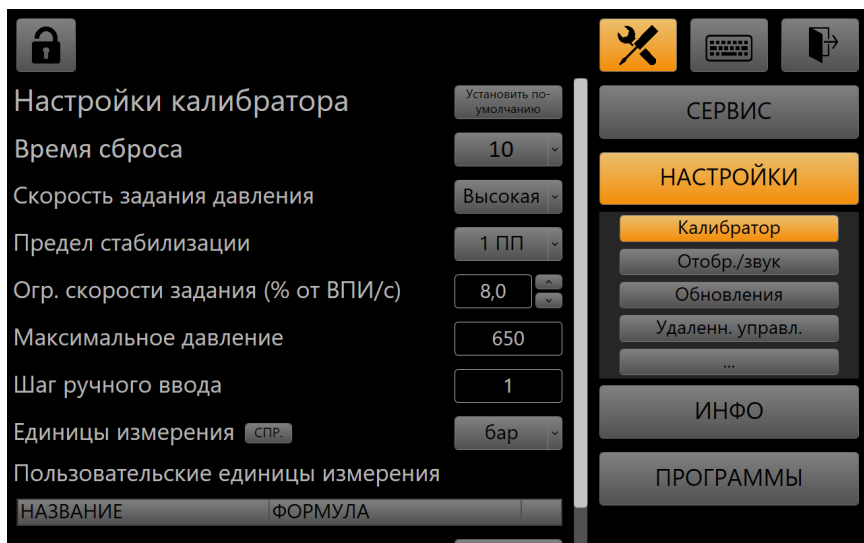 Настройки калибратора
Установить по-
умолчанию
Время сброса
10
Скорость задания давления
Высокая
Предел стабилизации
1 ПП
Огр. скорости задания (% от ВПИ/с)
8,0
Максимальное давление
650
Шаг ручного ввода
1
Единицы измерения
СПР.
бар
Пользовательские единицы измерения
НАЗВАНИЕ
ФОРМУЛА
СЕРВИС
НАСТРОЙКИ
Калибратор
Отобр./звук
Обновления
Удаленн. управл.
...
ИНФО
ПРОГРАММЫ